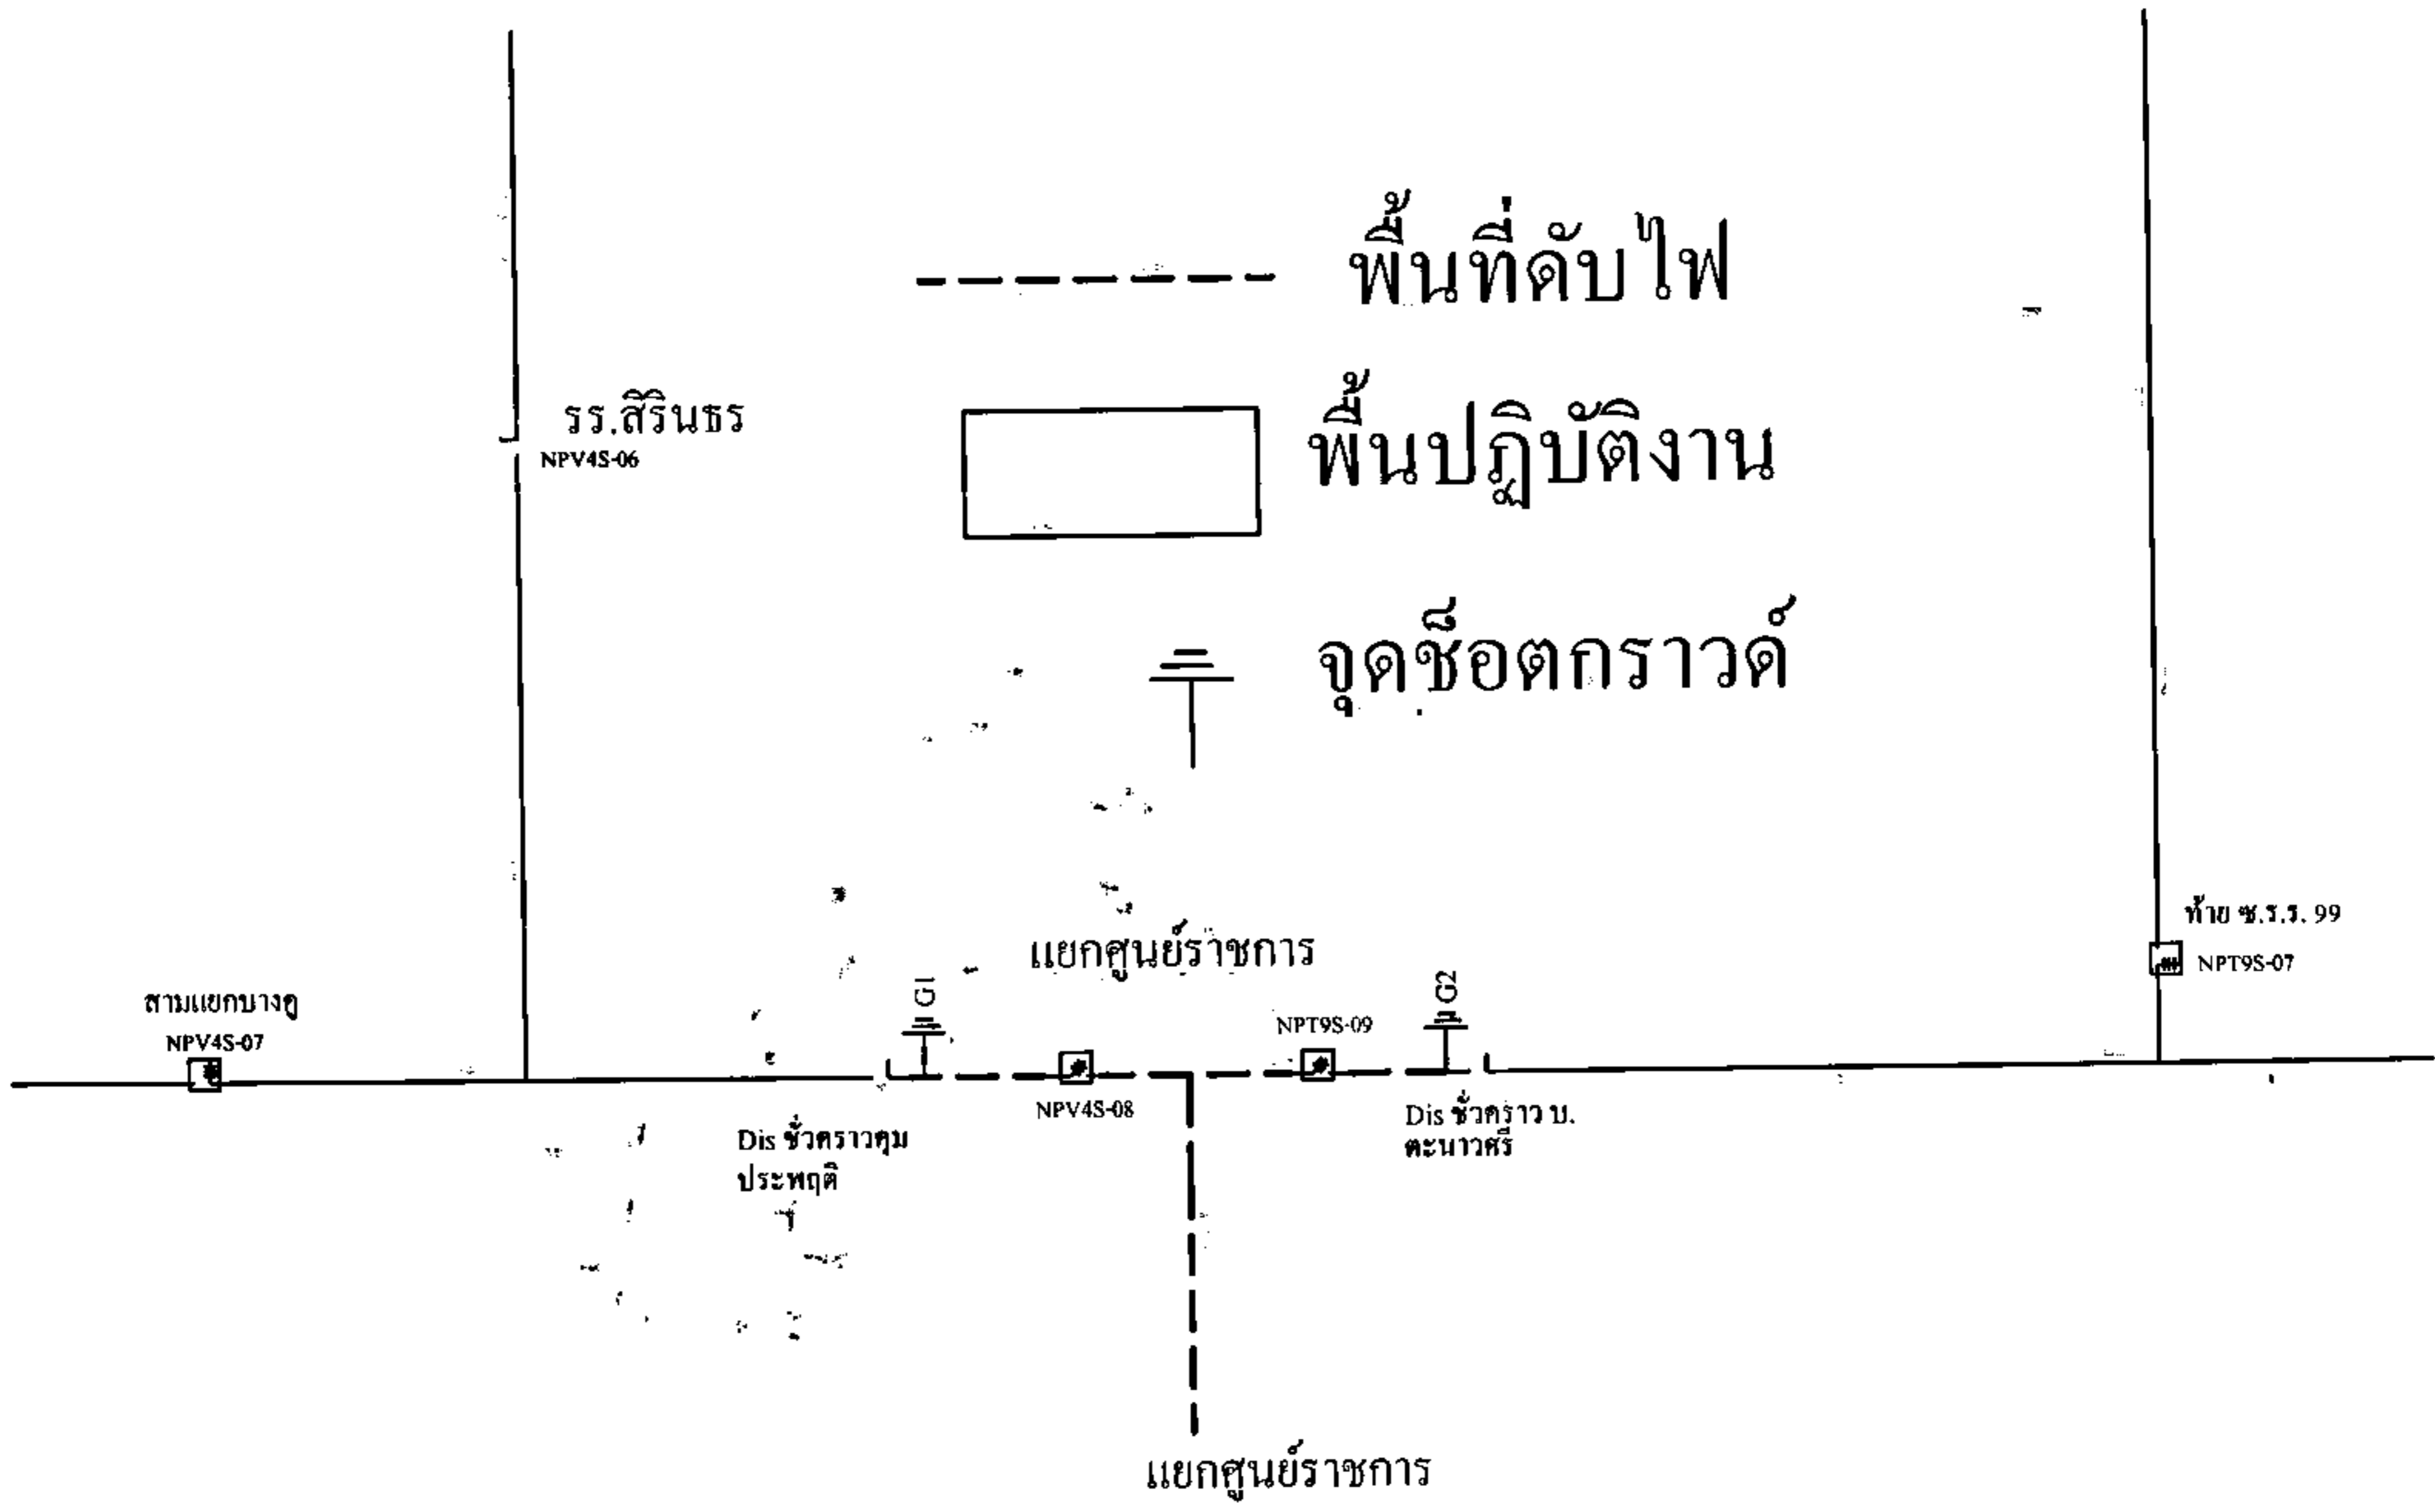 พื้นที่ดับไฟ
รร.สิรินธร
NPV4S-06
พื้นปฏิบัติงาน
จุดช็อตกราวด์
ท้าย ซ.ร.ร. 99
NPT9S-07
แยกศูนย์ราชการ
G1
G2
สามแยกบางคู
NPV4S-07
NPT9S-09
NPV4S-08
Dis ชั่วคราวคุม
ประพฤติ
Dis ชั่วคราว บ.
ตะนาวศรี
แยกศูนย์ราชการ